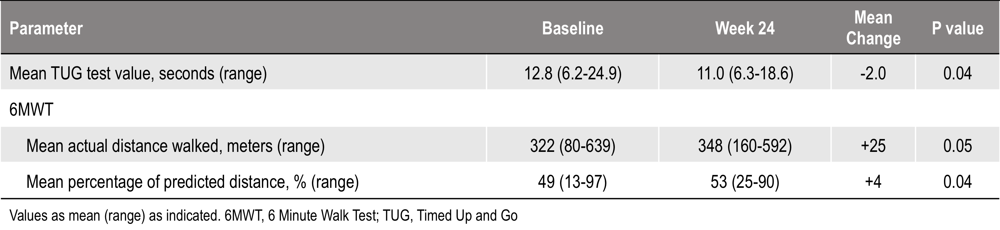 Parameter Baseline Week 24 Mean Change P value
Mean TUG test value, seconds (range) 12.8 (6.2-24.9) 11.0 (6.3-18.6) -2.0 0.04
6MWT
Mean actual distance walked, meters (range) 322 (80-639) 348 (160-592) +25 0.05
Mean percentage of predicted distance, % (range) 49 (13-97) 53 (25-90) +4 0.04
Values as mean (range) as indicated. 6MWT, 6 Minute Walk Test; TUG, Timed Up and Go